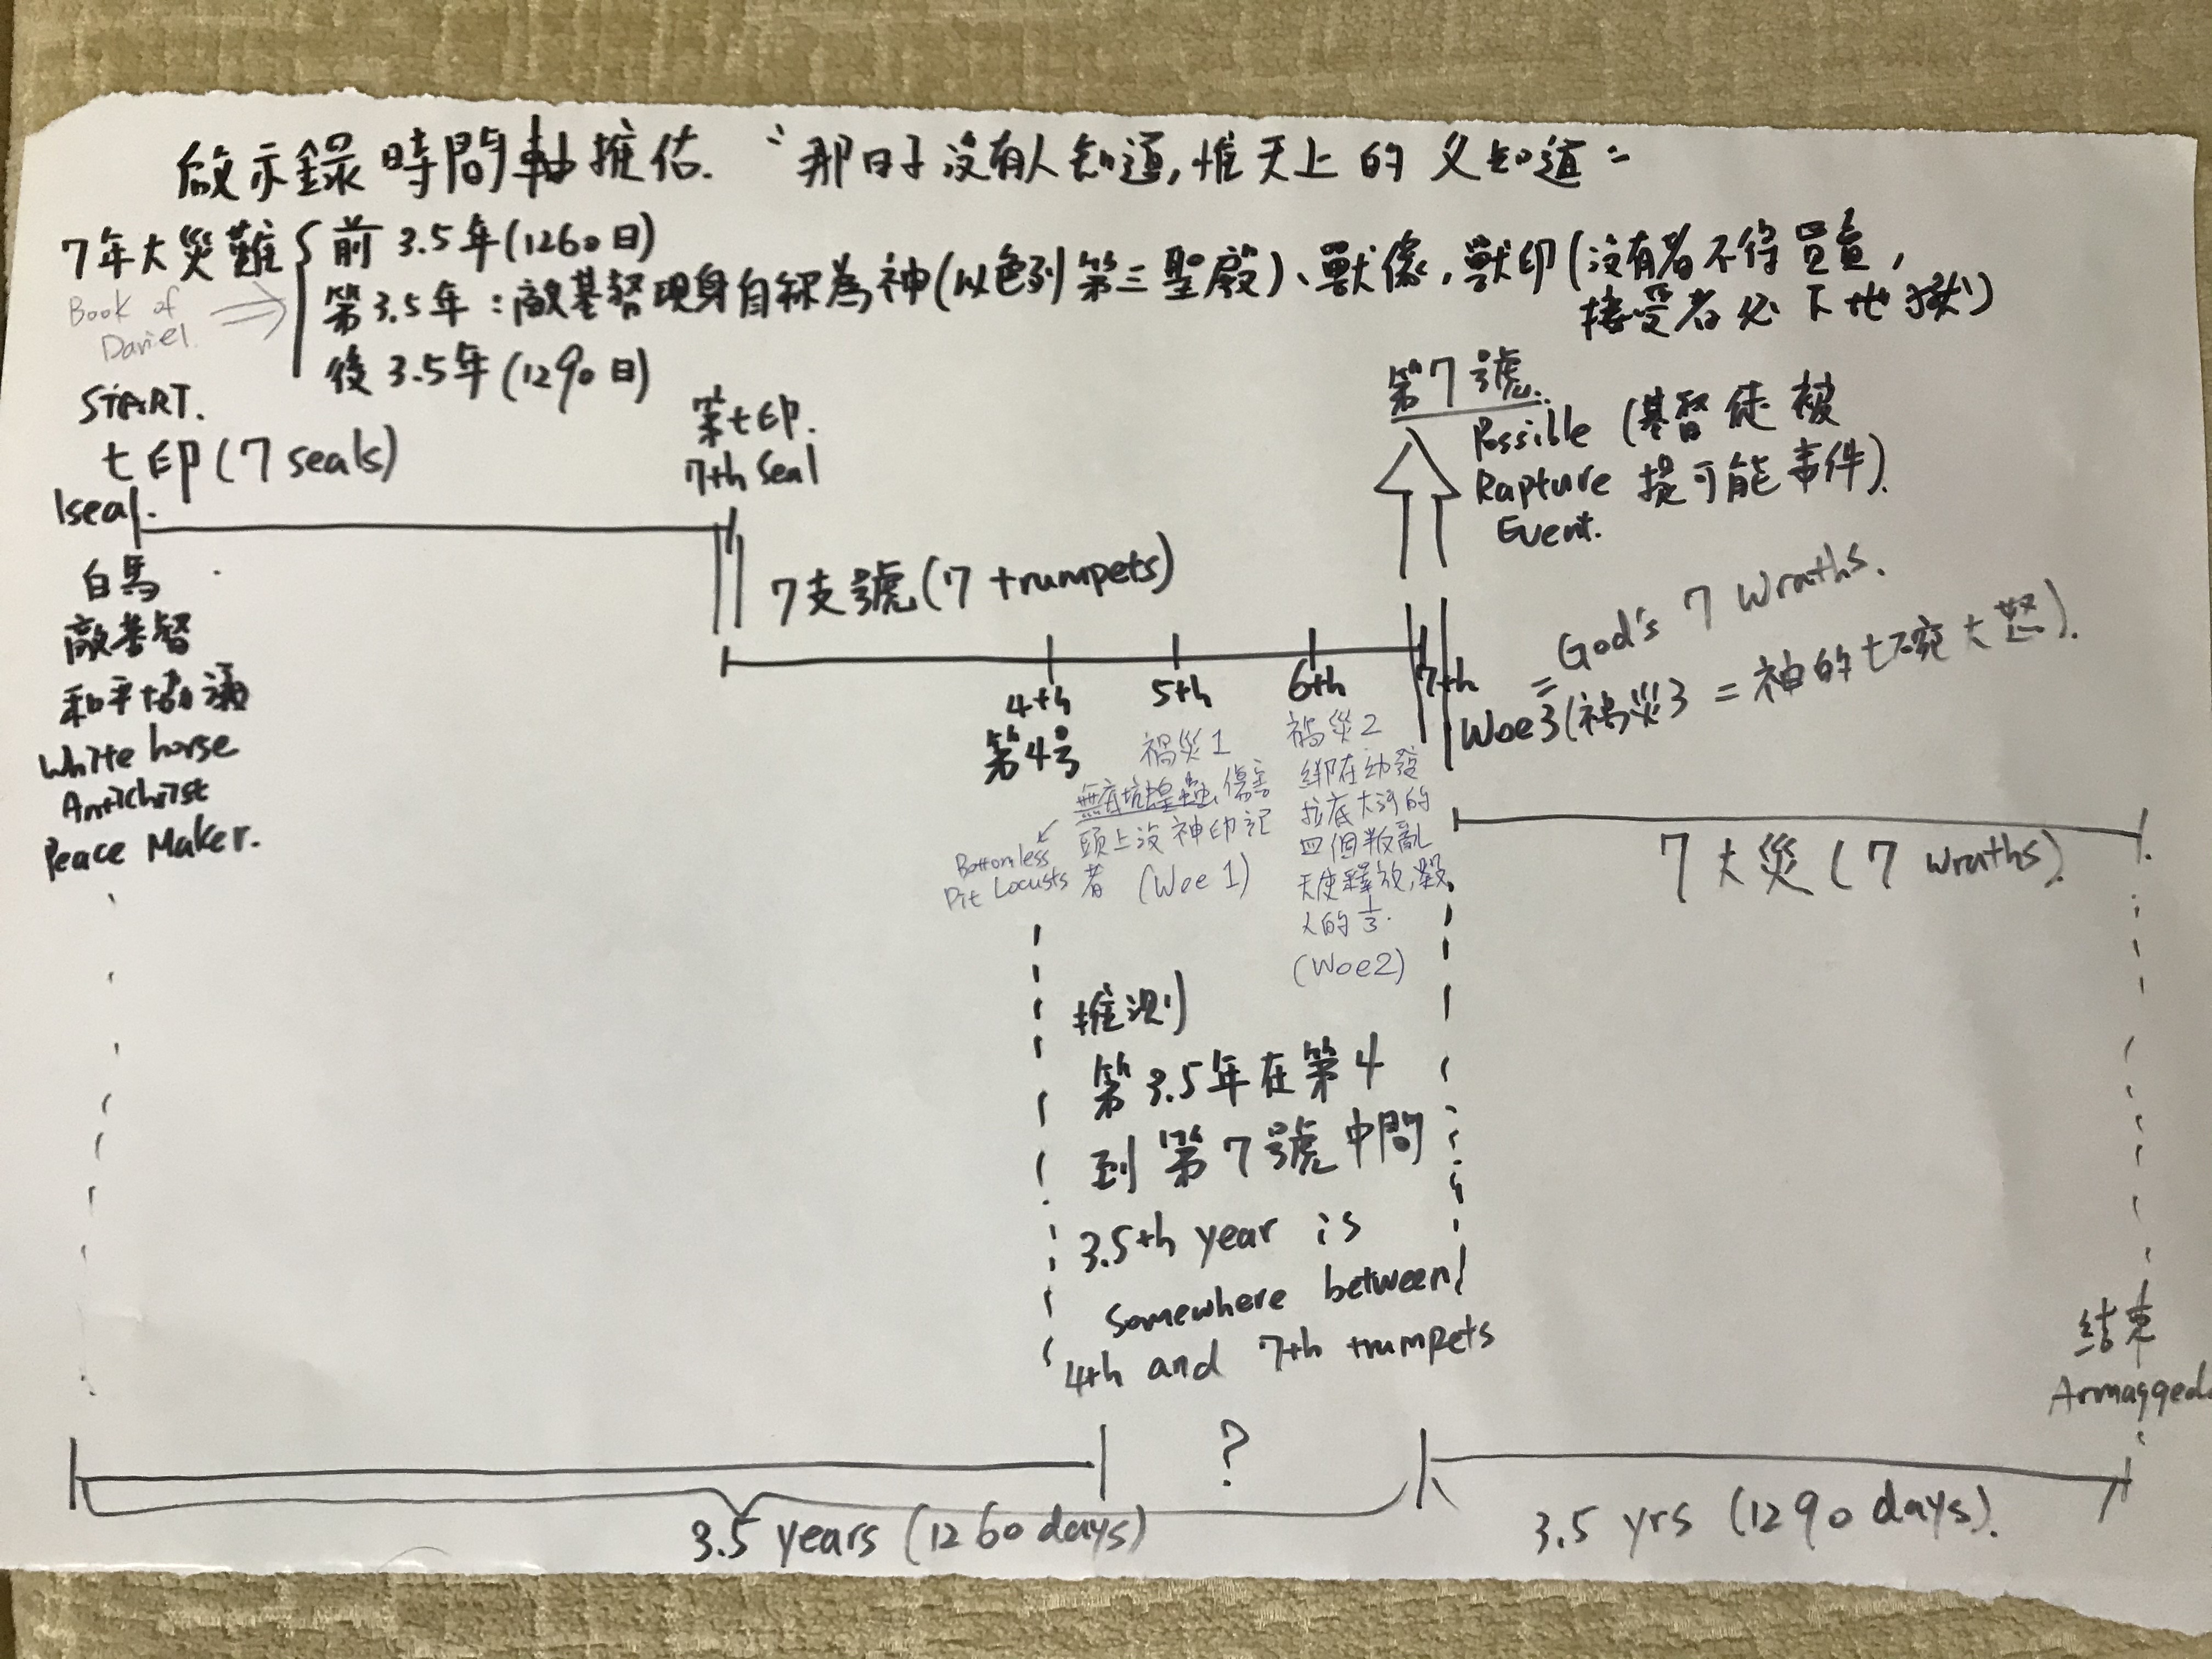 啟示錄時間軸推估. "那日子沒有人知道,惟天上的父知道"
7年大災難
前3.5年(1260日)
第3.5年:敵基督現身自称為神(以色列第三聖殿)、獸像,獸印(沒有者不得買賣,
接受者必下地獄)
後3.5年(1290日)
Book of
Daniel.
START.
七印(7 seals)
1seal.
第七印.
7th Seal
第7號.
Possible (基督徒被
Rapture 提可能事件).
Event.
白馬
敵基督
和平協議
White horse
Antichrist
Peace Maker.
7支號(7 trumpets)
4th
第4号
5th
6th
7th
=God's 7 Wraths.
Woe3(禍災3=神的七碗大怒).
禍災1
無底坑蝗蟲,傷害
頭上沒神印記
者 (Woe 1)
Bottomless
Pit Locusts
禍災2
綁在幼發
拉底大河的
四個叛亂
天使釋放,殺
人的1/3.
(Woe2)
7大災(7 wraths).
推測
第3.5年在第4
到第7號中間
3.5th year is
Somewhere between
4th and 7th trumpets
结束
Armagged
?
3.5 years (1260 days)
3.5 yrs (1290 days).